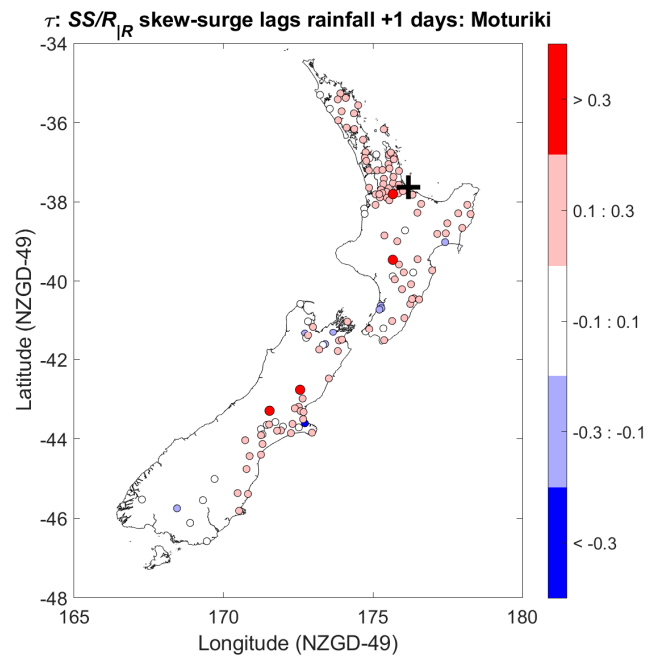 τ: SS/R|R skew-surge lags rainfall +1 days: Moturiki
-34
-36
-38
-40
-42
-44
-46
-48
Latitude (NZGD-49)
165
170
175
180
Longitude (NZGD-49)
> 0.3
0.1 : 0.3
-0.1 : 0.1
-0.3 : -0.1
< -0.3